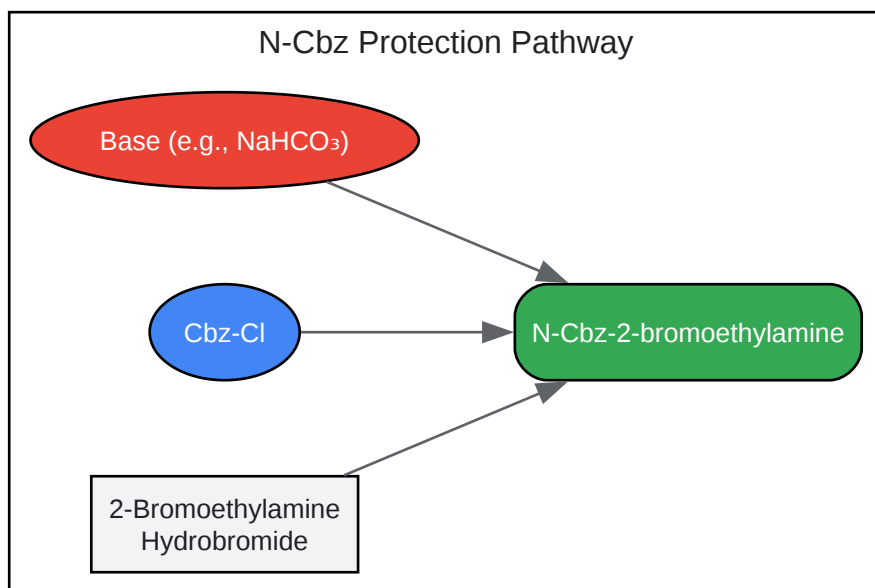 N-Cbz Protection Pathway
Base (e.g., NaHCO₃)
Cbz-Cl
N-Cbz-2-bromoethylamine
2-Bromoethylamine
Hydrobromide